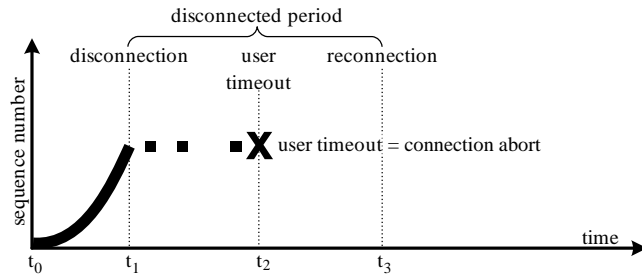 disconnected period
disconnection
user
timeout
reconnection
sequence number
X user timeout = connection abort
time
t0
t1
t2
t3